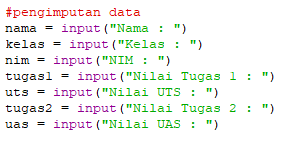 #pengimputan data
nama = input("Nama : ")
kelas = input("Kelas : ")
nim = input("NIM : ")
tugas1 = input("Nilai Tugas 1 : ")
uts = input("Nilai UTS : ")
tugas2 = input("Nilai Tugas 2 : ")
uas = input("Nilai UAS : ")